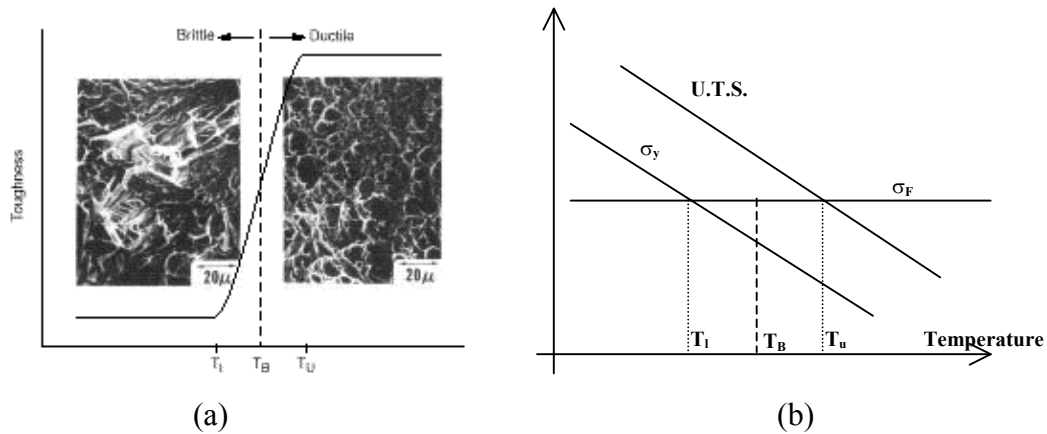 Brittle Ductile
Toughness
20μ 20μ
T_L T_B T_U
(a)
U.T.S.
σ_y
σ_F
T_l T_B T_u Temperature
(b)